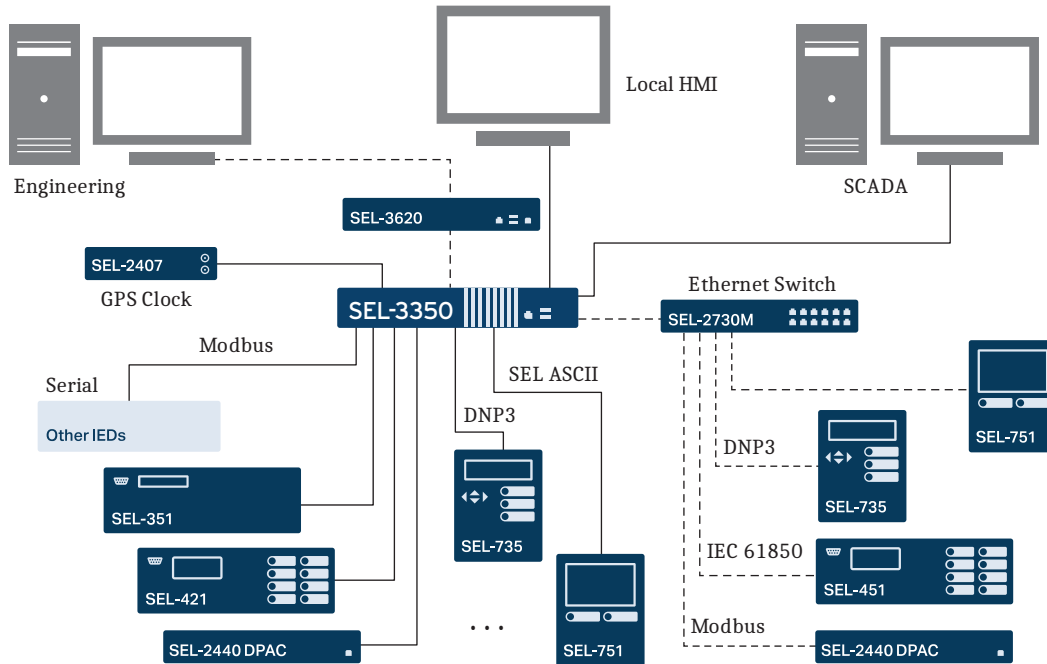 Local HMI
Engineering
SCADA
SEL-3620
SEL-2407
GPS Clock
Ethernet Switch
SEL-3350
SEL-2730M
Modbus
Serial
SEL ASCII
Other IEDs
DNP3
SEL-751
DNP3
SEL-351
SEL-735
SEL-735
IEC 61850
SEL-421
SEL-451
...
Modbus
SEL-2440 DPAC
SEL-751
SEL-2440 DPAC